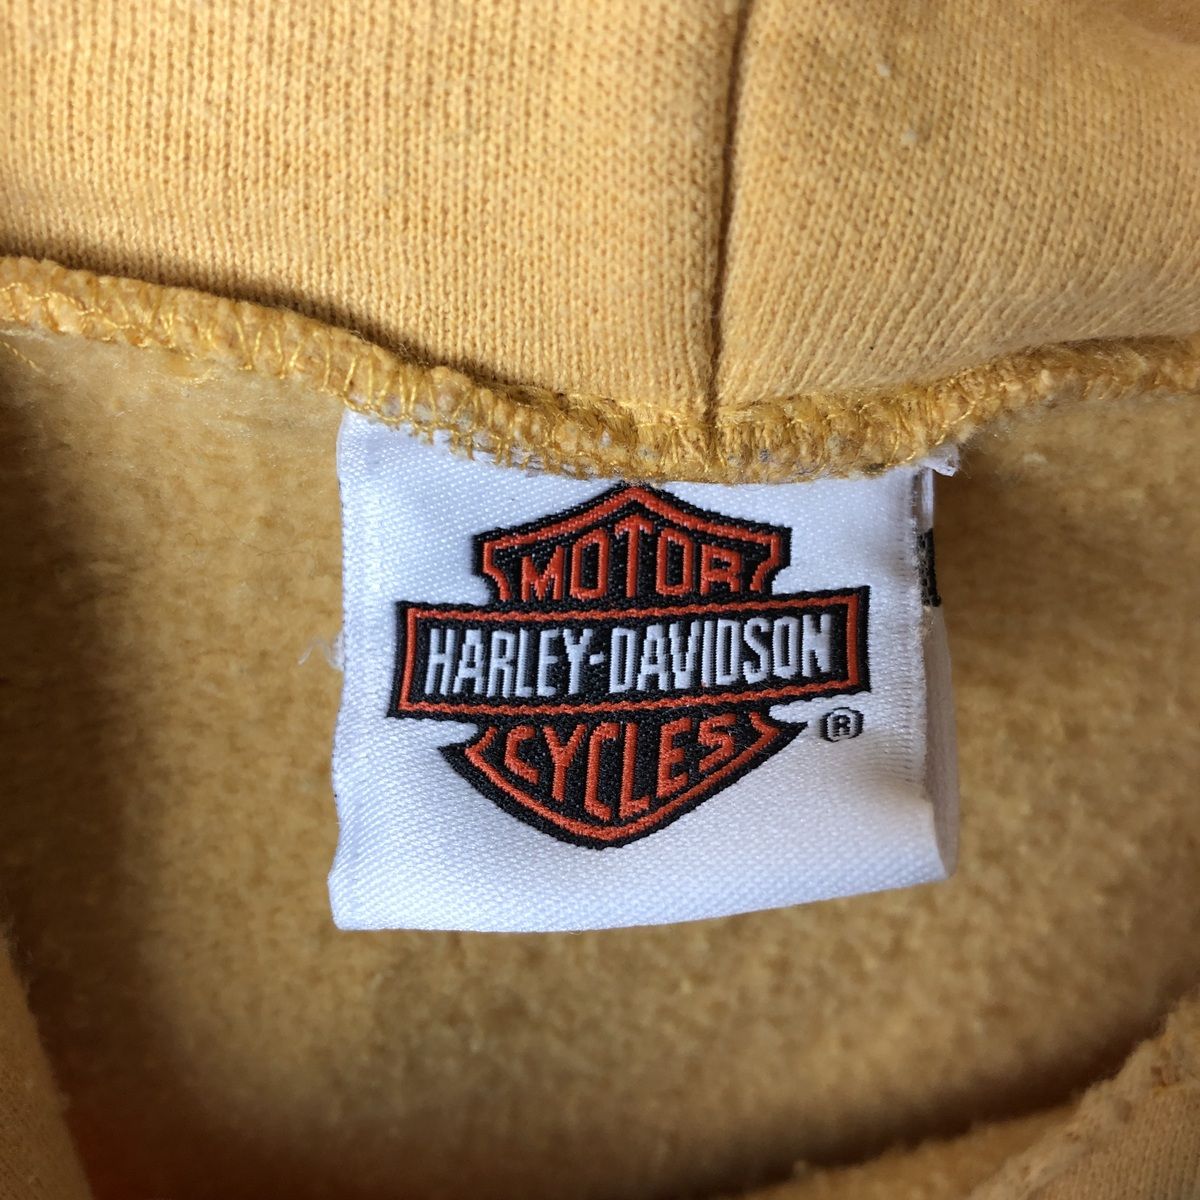 MOTOR
HARLEY-DAVIDSON
CYCLES
®